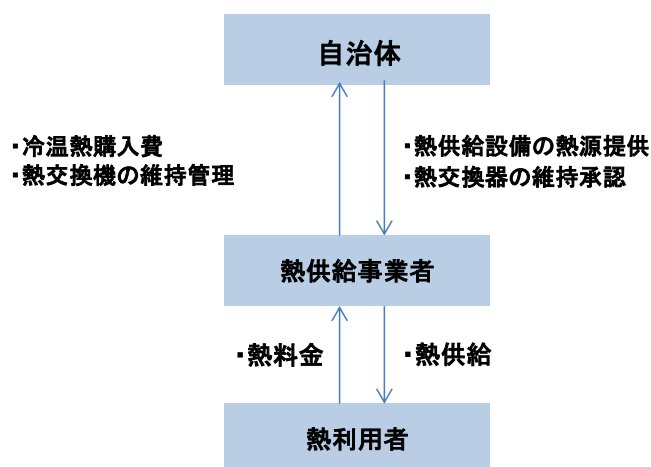 自治体
・冷温熱購入費
・熱交換機の維持管理
・熱供給設備の熱源提供
・熱交換器の維持承認
熱供給事業者
・熱料金
・熱供給
熱利用者